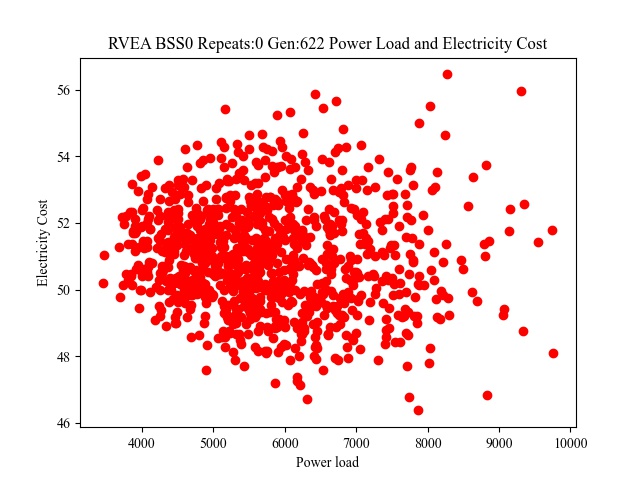 RVEA BSS0 Repeats:0 Gen:622 Power Load and Electricity Cost
56
54
52
50
48
46
Electricity Cost
4000 5000 6000 7000 8000 9000 10000
Power load